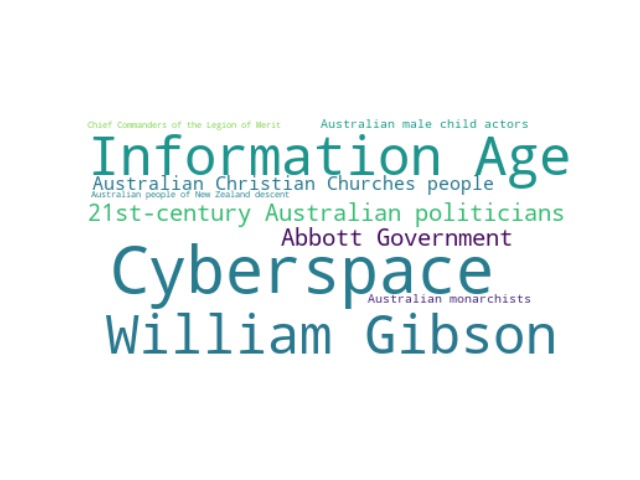 Chief Commanders of the Legion of Merit
Australian male child actors
Information Age
Australian Christian Churches people
Australian people of New Zealand descent
21st-century Australian politicians
Abbott Government
Cyberspace
Australian monarchists
William Gibson